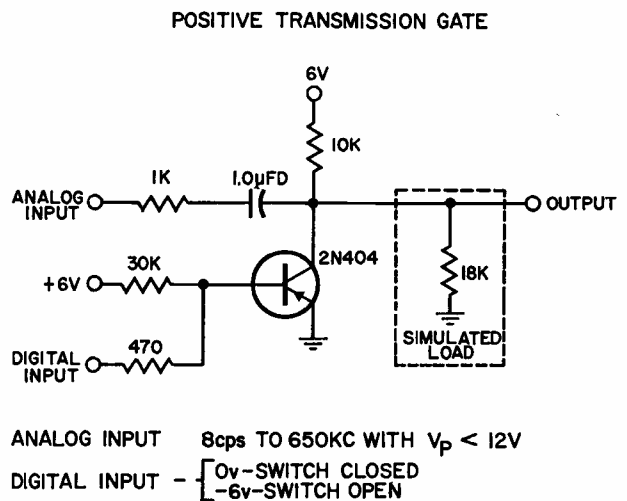 POSITIVE TRANSMISSION GATE
6V
10K
1K
1.0µFD
ANALOG INPUT
OUTPUT
2N404
30K
+6V
18K
470
DIGITAL INPUT
SIMULATED LOAD
ANALOG INPUT 8cps TO 650KC WITH Vp < 12V
DIGITAL INPUT -- 0v-SWITCH CLOSED
-6v-SWITCH OPEN